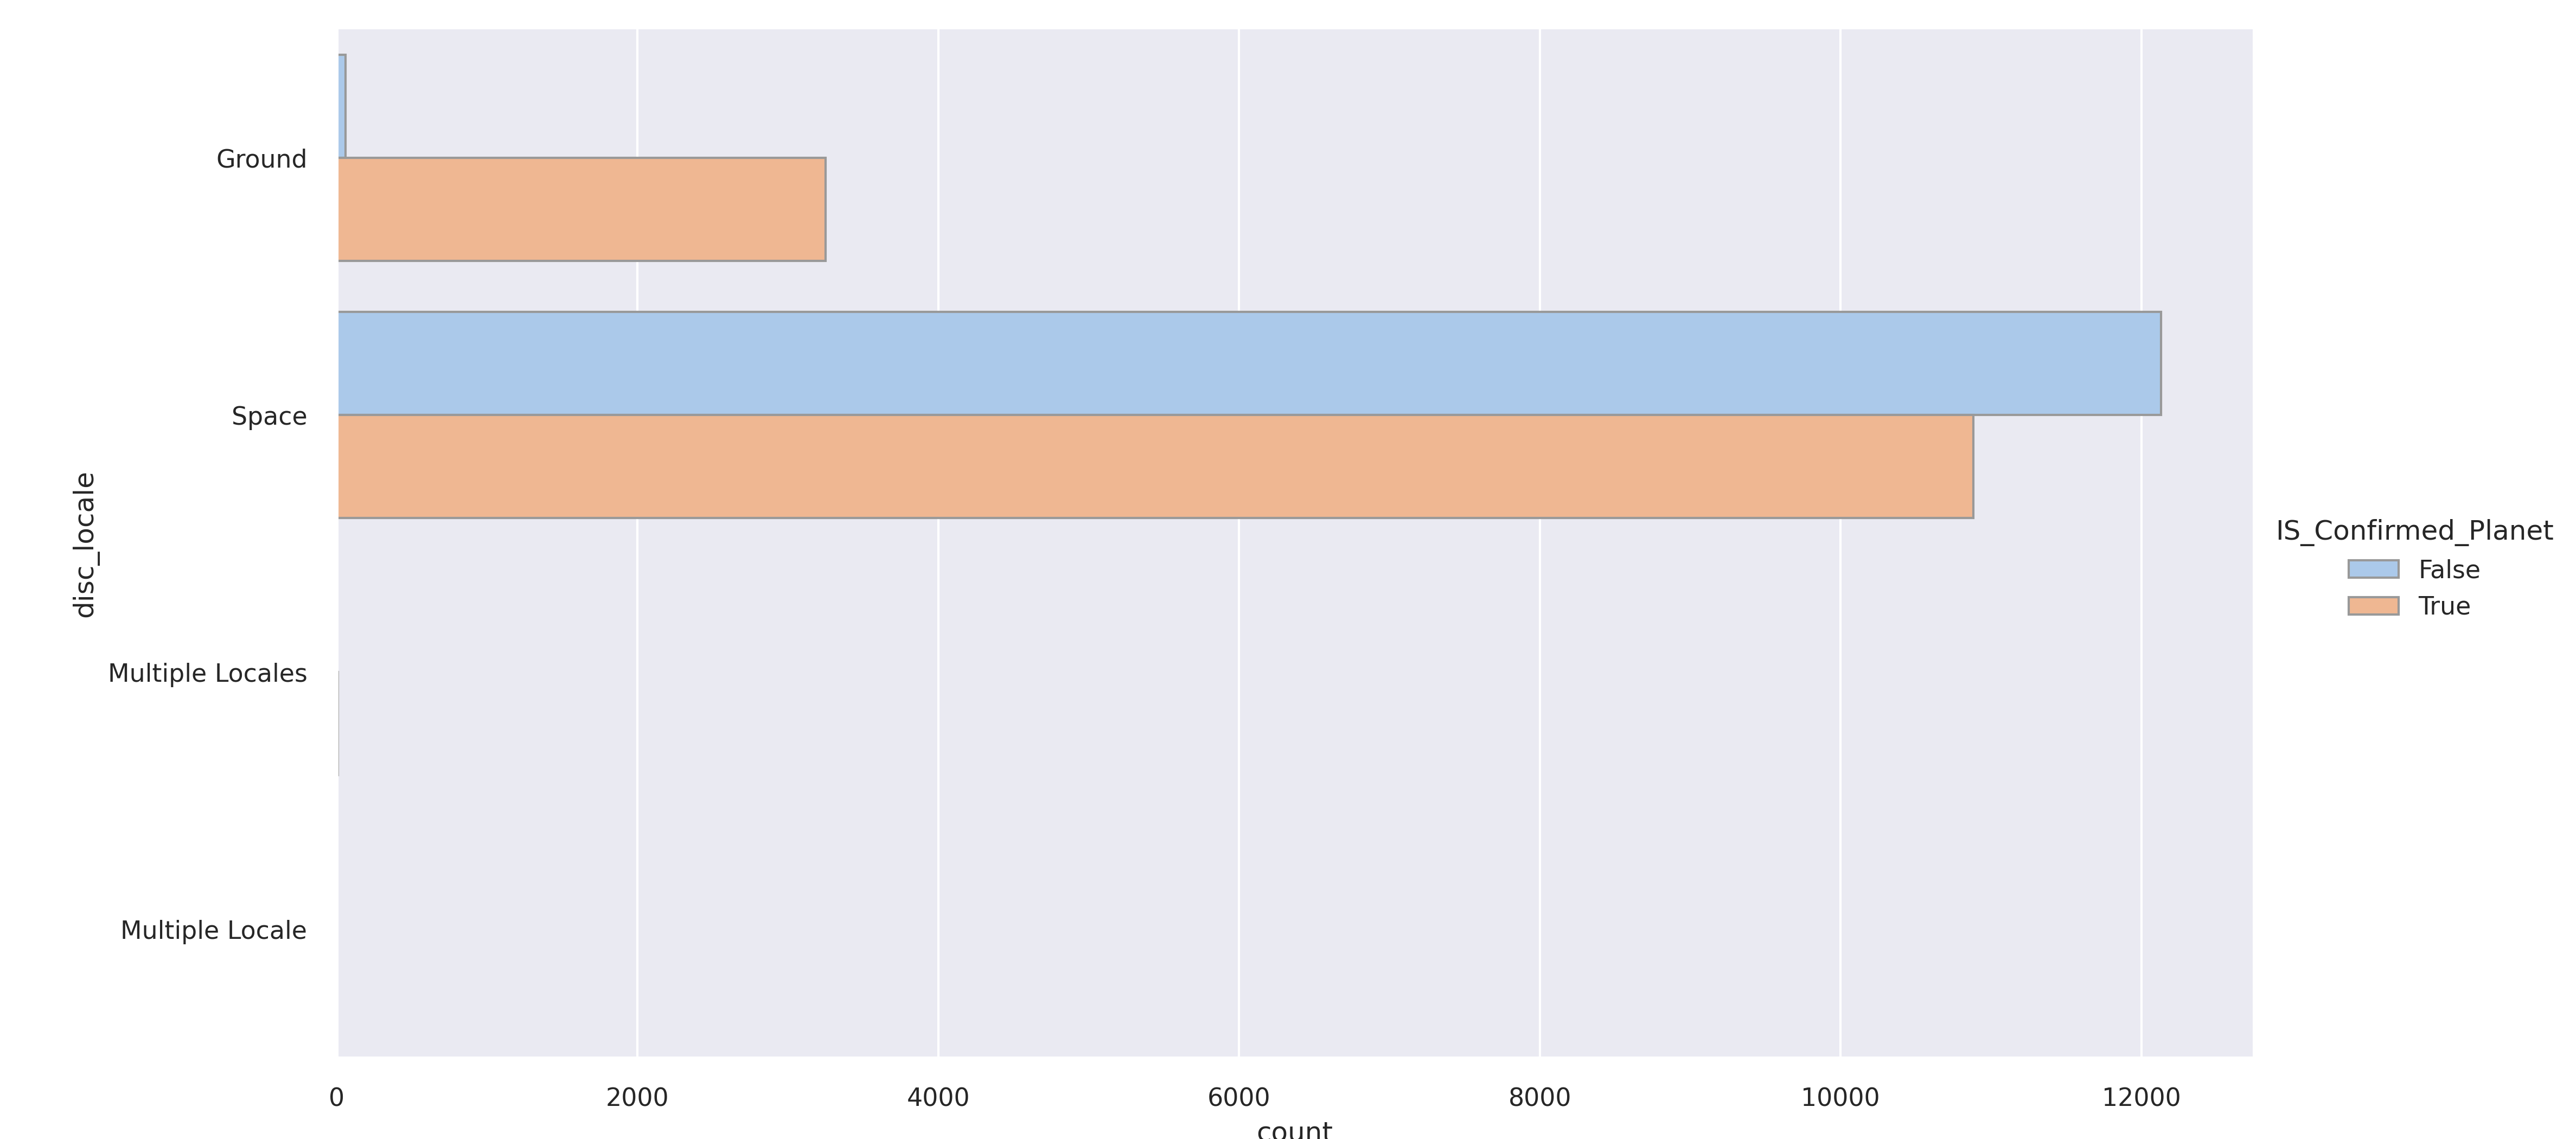 Ground
Space
Multiple Locales
Multiple Locale
disc_locale
0 2000 4000 6000 8000 10000 12000
count
IS_Confirmed_Planet
False
True